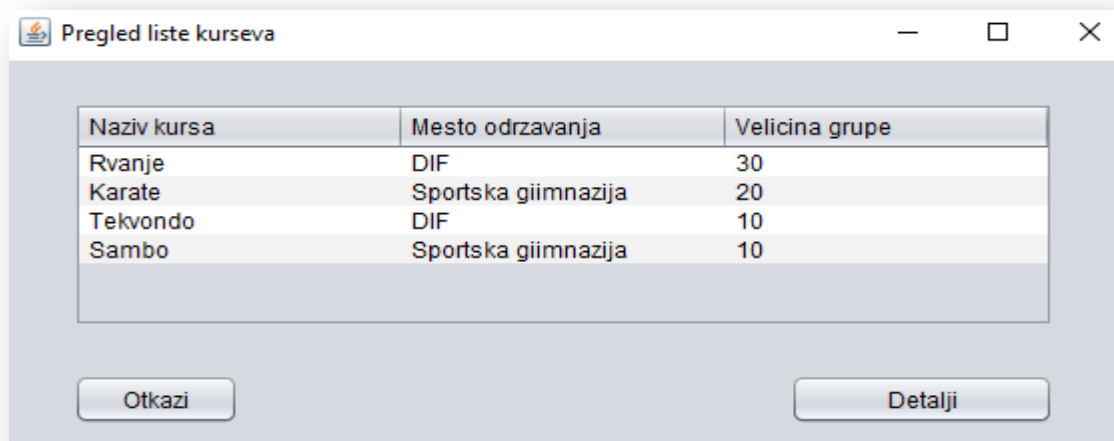 Pregled liste kurseva
Naziv kursa Mesto odrzavanja Velicina grupe
Rvanje DIF 30
Karate Sportska giimnazija 20
Tekvondo DIF 10
Sambo Sportska giimnazija 10
Otkazi Detalji